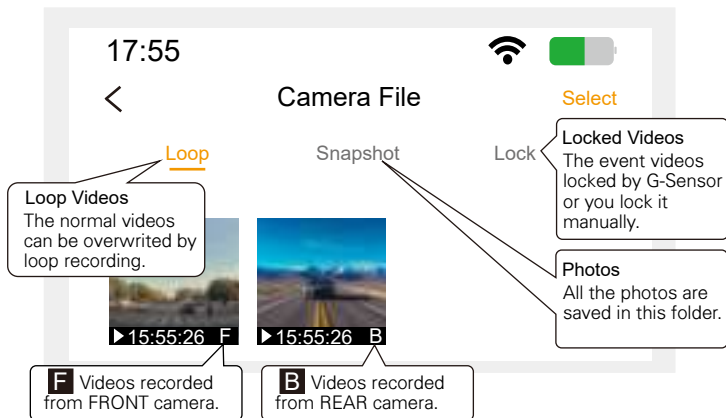 17:55
Camera File
Select
Loop
Snapshot
Lock
Locked Videos
The event videos
locked by G-Sensor
or you lock it
manually.
Loop Videos
The normal videos
can be overwrited by
loop recording.
Photos
All the photos are
saved in this folder.
15:55:26 F
15:55:26 B
F Videos recorded
from FRONT camera.
B Videos recorded
from REAR camera.